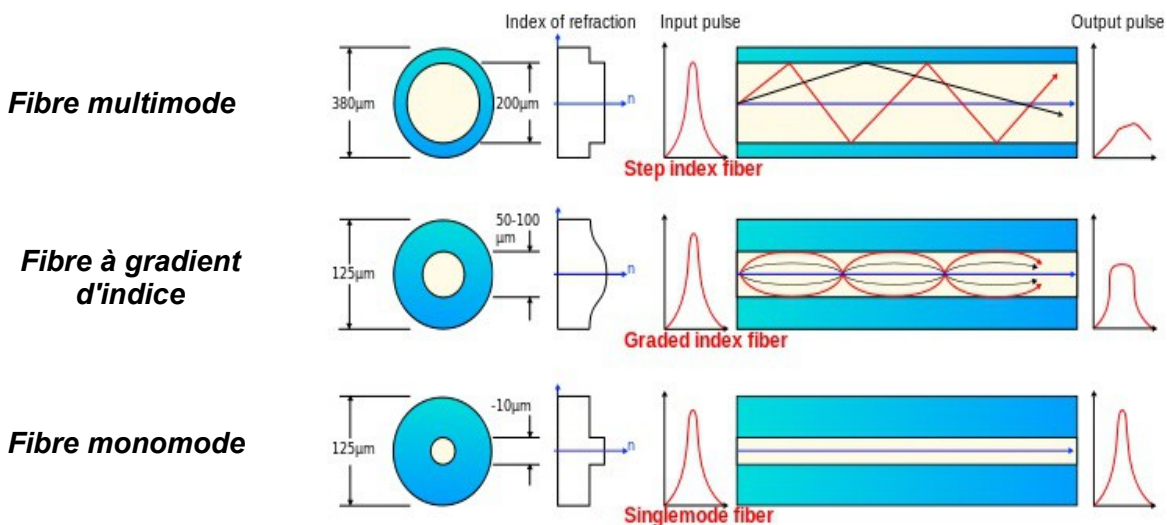 Index of refraction Input pulse Output pulse
Fibre multimode
380µm
200µm
n
Step index fiber
Fibre à gradient
d'indice
125µm
50-100
µm
n
Graded index fiber
Fibre monomode
125µm
-10µm
n
Singlemode fiber